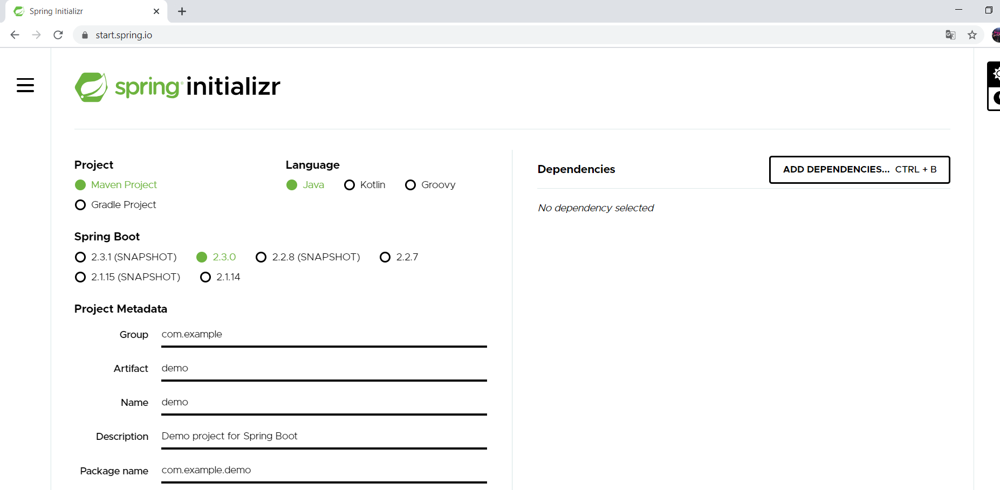 Spring Initializr
start.spring.io
spring initializr
Project
Maven Project
Gradle Project
Language
Java Kotlin Groovy
Spring Boot
2.3.1 (SNAPSHOT) 2.3.0 2.2.8 (SNAPSHOT) 2.2.7
2.1.15 (SNAPSHOT) 2.1.14
Project Metadata
Group com.example
Artifact demo
Name demo
Description Demo project for Spring Boot
Package name com.example.demo
Dependencies
ADD DEPENDENCIES... CTRL + B
No dependency selected